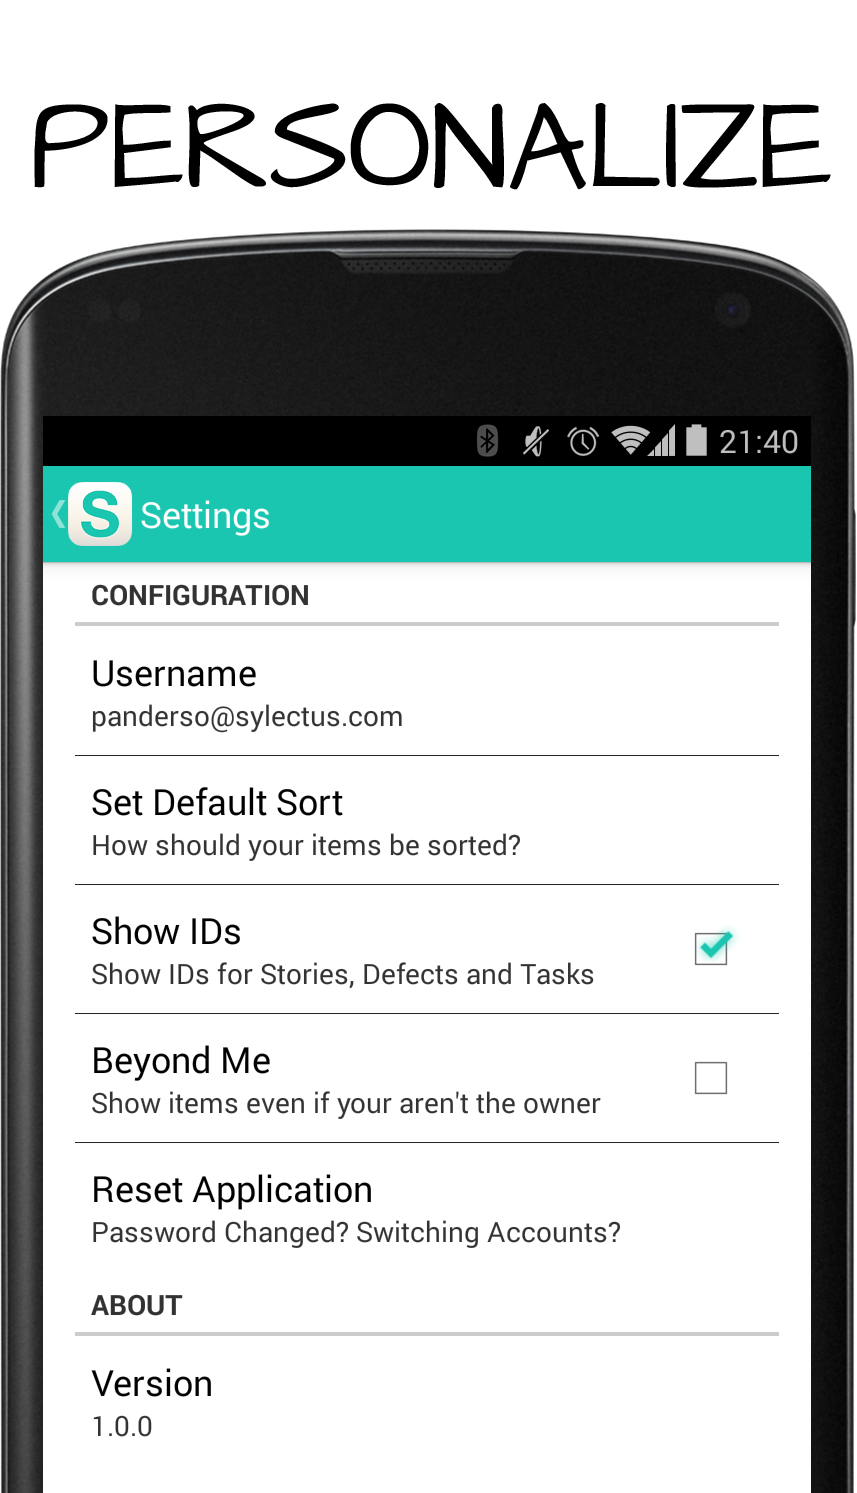 PERSONALIZE
21:40
S Settings
CONFIGURATION
Username
panderso@sylectus.com
Set Default Sort
How should your items be sorted?
Show IDs
Show IDs for Stories, Defects and Tasks
Beyond Me
Show items even if your aren't the owner
Reset Application
Password Changed? Switching Accounts?
ABOUT
Version
1.0.0